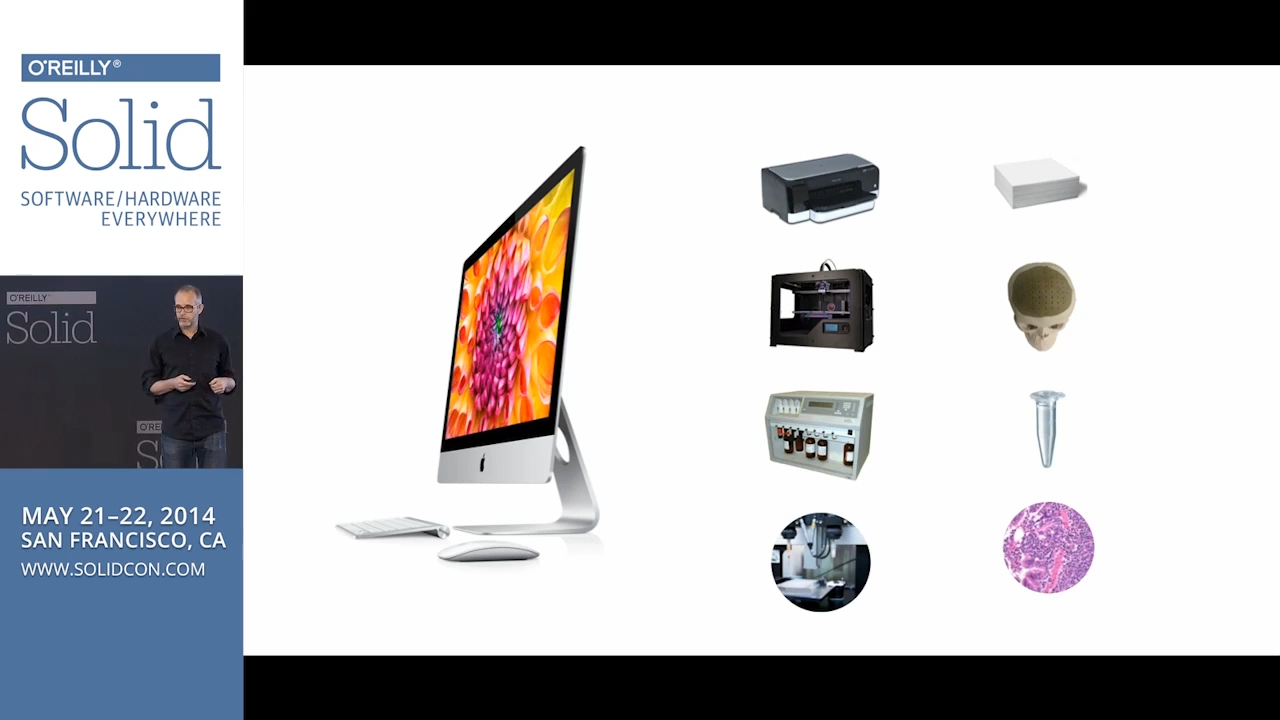 O'REILLY®
Solid
SOFTWARE/HARDWARE
EVERYWHERE
O'REILLY
Solid
MAY 21–22, 2014
SAN FRANCISCO, CA
WWW.SOLIDCON.COM